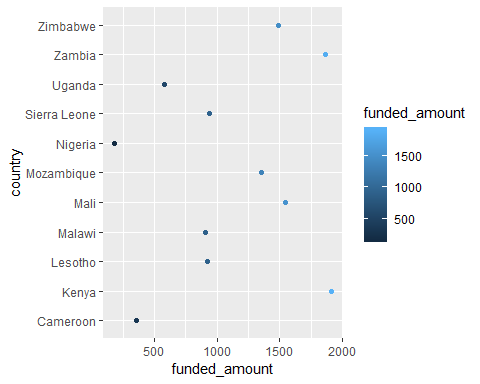 Zimbabwe
Zambia
Uganda
Sierra Leone
Nigeria
Mozambique
Mali
Malawi
Lesotho
Kenya
Cameroon
country
500 1000 1500 2000
funded_amount
funded_amount
1500
1000
500